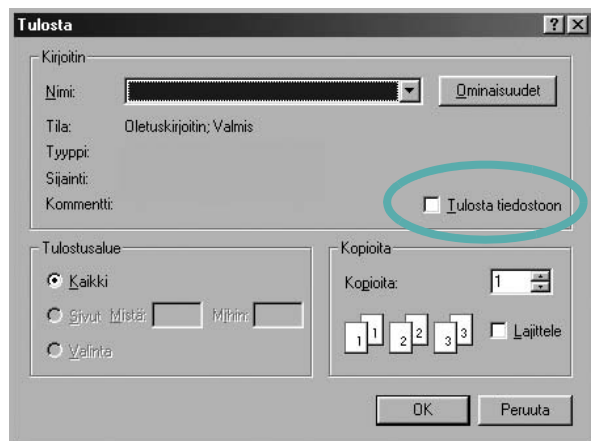 Tulosta
Kirjoitin
Nimi:
Ominaisuudet
Tila: Oletuskirjoitin; Valmis
Tyyppi:
Sijainti:
Kommentti:
Tulosta tiedostoon
Tulostusalue
Kaikki
Sivut Mistä: Mihin:
Valinta
Kopioita
Kopioita: 1
1 1 2 2 3 3
Lajittele
OK Peruuta